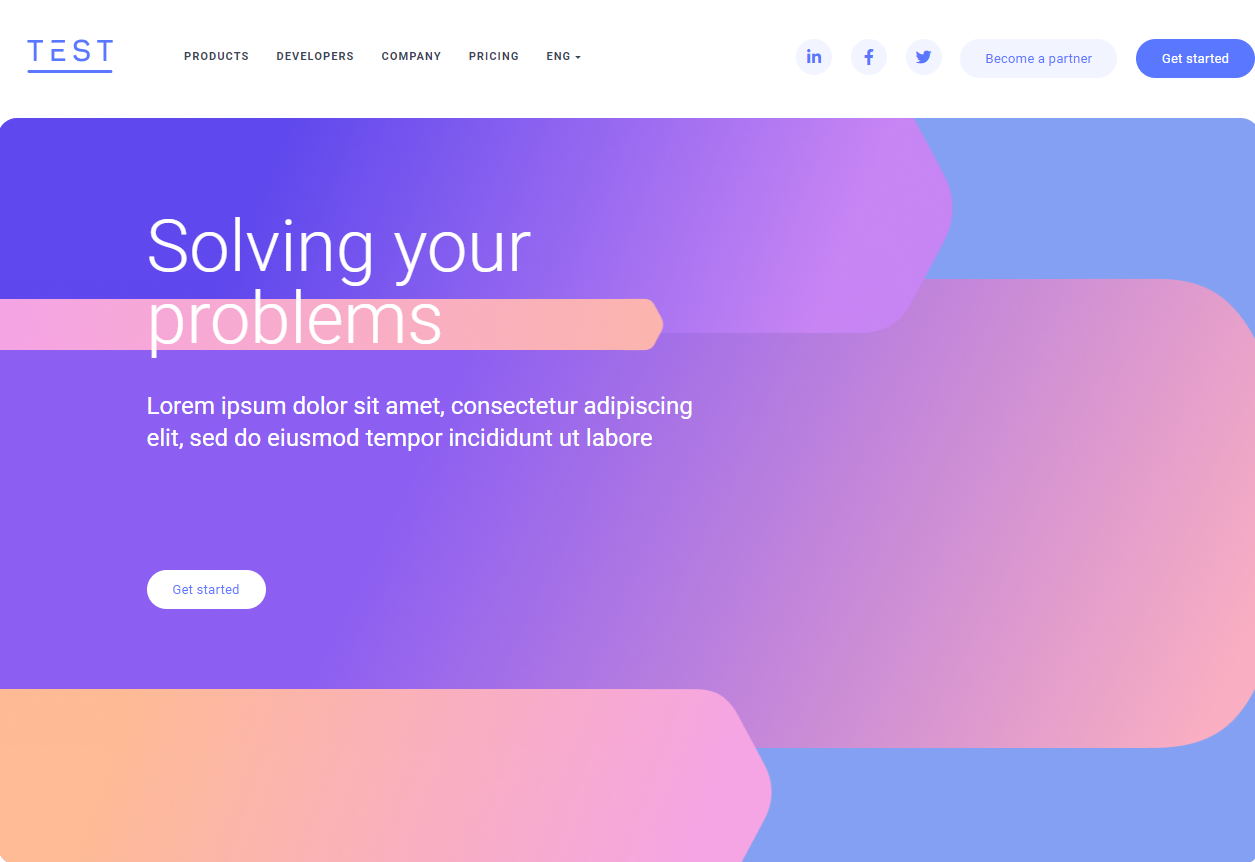 TEST
PRODUCTS DEVELOPERS COMPANY PRICING ENG
Become a partner
Get started
Solving your
problems
Lorem ipsum dolor sit amet, consectetur adipiscing
elit, sed do eiusmod tempor incididunt ut labore
Get started